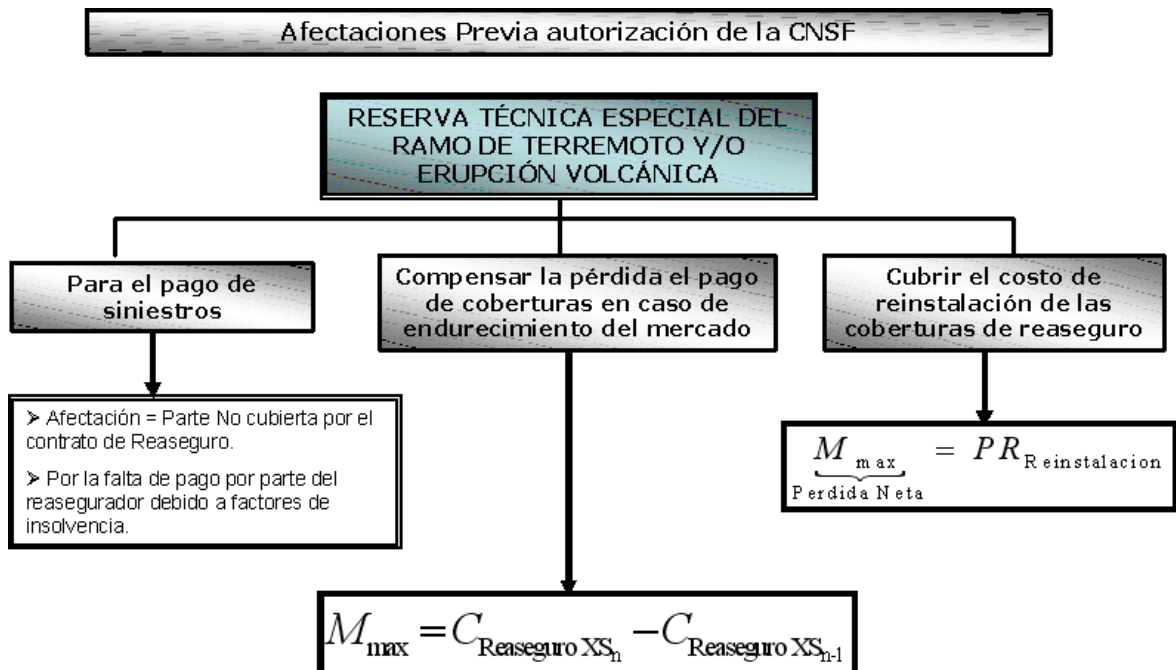 Afectaciones Previa autorización de la CNSF
RESERVA TÉCNICA ESPECIAL DEL
RAMO DE TERREMOTO Y/O
ERUPCIÓN VOLCÁNICA
Para el pago de
siniestros
Compensar la pérdida el pago
de coberturas en caso de
endurecimiento del mercado
Cubrir el costo de
reinstalación de las
coberturas de reaseguro
➢ Afectación = Parte No cubierta por el
contrato de Reaseguro.
➢ Por la falta de pago por parte del
reasegurador debido a factores de
insolvencia.
M max = PR Reinstalacion
Perdida Neta
M max = C Reaseguro XS n − C Reaseguro XS n-1